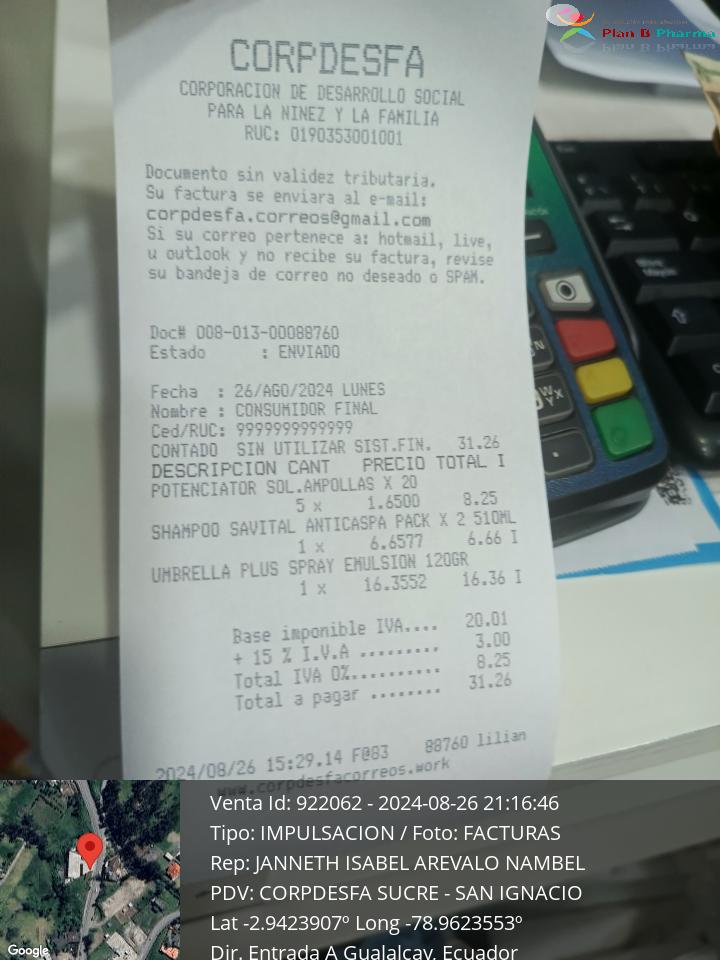 Plan B Pharma
CORPDESFA
CORPORACION DE DESARROLLO SOCIAL
PARA LA NINEZ Y LA FAMILIA
RUC: 0190353001001
Documento sin validez tributaria.
Su factura se enviara al e-mail:
corpdesfa.correos@gmail.com
Si su correo pertenece a: hotmail, live,
u outlook y no recibe su factura, revise
su bandeja de correo no deseado o SPAM.
Doc# 008-013-00088760
Estado : ENVIADO
Fecha : 26/AGO/2024 LUNES
Nombre : CONSUMIDOR FINAL
Ced/RUC: 9999999999999
CONTADO SIN UTILIZAR SIST.FIN. 31.26
DESCRIPCION CANT PRECIO TOTAL I
POTENCIATOR SOL.AMPOLLAS X 20
5 x 1.6500 8.25
SHAMPOO SAVITAL ANTICASPA PACK X 2 510ML
1 x 6.6577 6.66 I
UMBRELLA PLUS SPRAY EMULSION 120GR
1 x 16.3552 16.36 I
Base imponible IVA.... 20.01
+ 15 % I.V.A ......... 3.00
Total IVA 0%.......... 8.25
Total a pagar ........ 31.26
2024/08/26 15:29.14 F@83 88760 lilian
www.corpdesfacorreos.work
Venta Id: 922062 - 2024-08-26 21:16:46
Tipo: IMPULSACION / Foto: FACTURAS
Rep: JANNETH ISABEL AREVALO NAMBEL
PDV: CORPDESFA SUCRE - SAN IGNACIO
Lat -2.9423907º Long -78.9623553º
Dir. Entrada A Gualalcay, Ecuador
Google